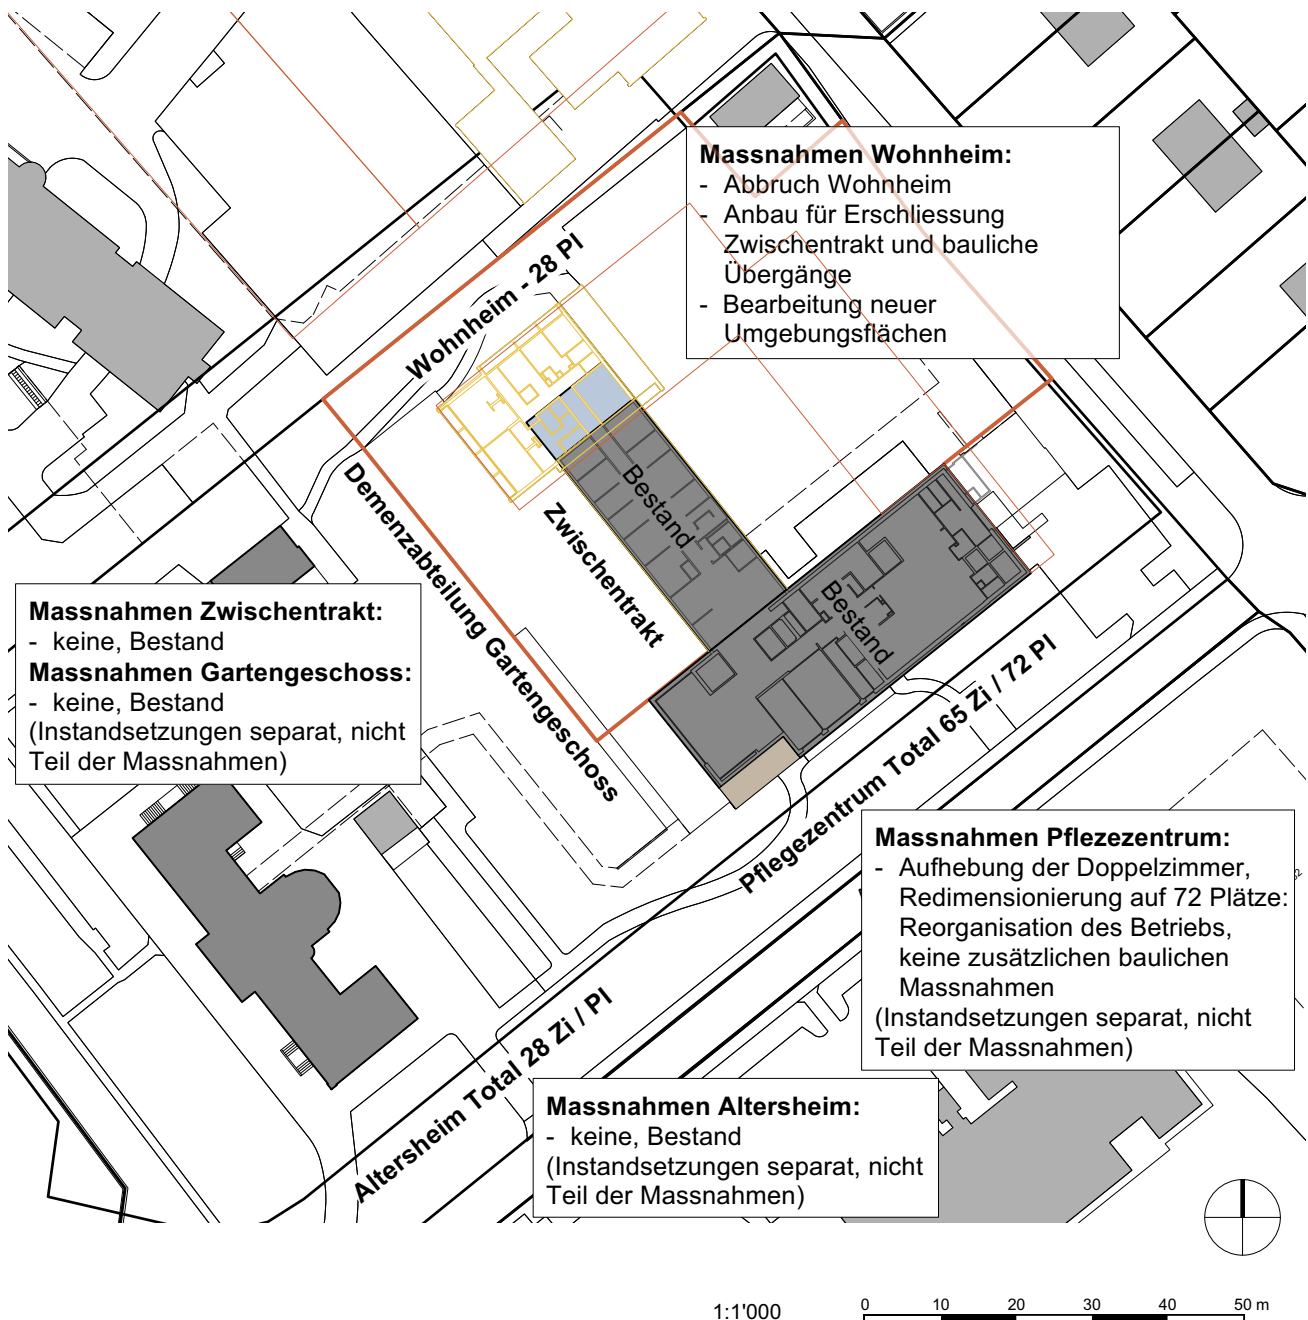 Massnahmen Wohnheim:
- Abbruch Wohnheim
- Anbau für Erschliessung
Zwischentrakt und bauliche
Übergänge
- Bearbeitung neuer
Umgebungsflächen
Wohnheim - 28 Pl
Demenzabteilung Gartengeschoss
Zwischentrakt
Bestand
Bestand
Massnahmen Zwischentrakt:
- keine, Bestand
Massnahmen Gartengeschoss:
- keine, Bestand
(Instandsetzungen separat, nicht
Teil der Massnahmen)
Pflegezentrum Total 65 Zi / 72 Pl
Massnahmen Pflezezentrum:
- Aufhebung der Doppelzimmer,
Redimensionierung auf 72 Plätze:
Reorganisation des Betriebs,
keine zusätzlichen baulichen
Massnahmen
(Instandsetzungen separat, nicht
Teil der Massnahmen)
Altersheim Total 28 Zi / Pl
Massnahmen Altersheim:
- keine, Bestand
(Instandsetzungen separat, nicht
Teil der Massnahmen)
1:1'000
0 10 20 30 40 50 m